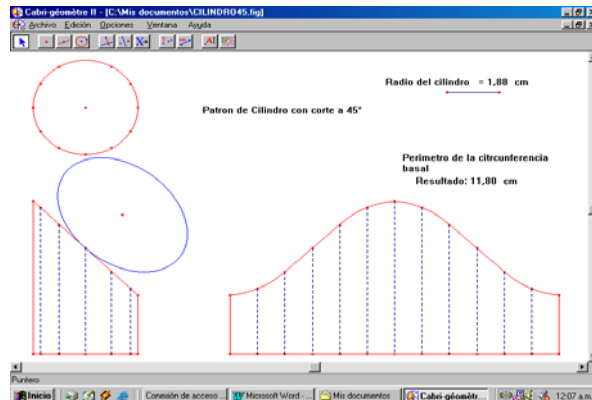 Cabri-géomètre II - [C:\Mis documentos\CILINDRO45.fig]
Archivo Edición Opciones Ventana Ayuda
Radio del cilindro = 1,88 cm
Patron de Cilindro con corte a 45°
Perimetro de la citrcunferencia
basal
Resultado: 11,80 cm
Puntero
Inicio Conexión de acceso ... Microsoft Word - ... Mis documentos Cabri-géomètr... 12:07 a.m.